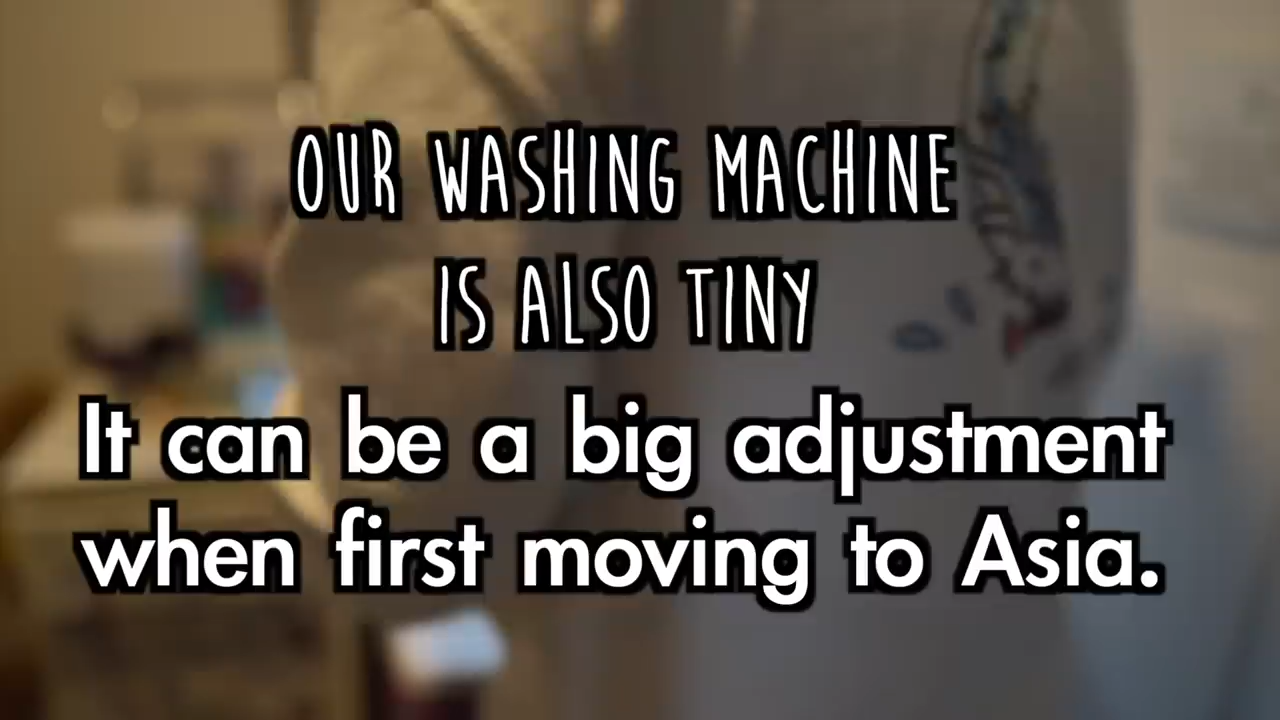 OUR WASHING MACHINE
IS ALSO TINY
It can be a big adjustment
when first moving to Asia.